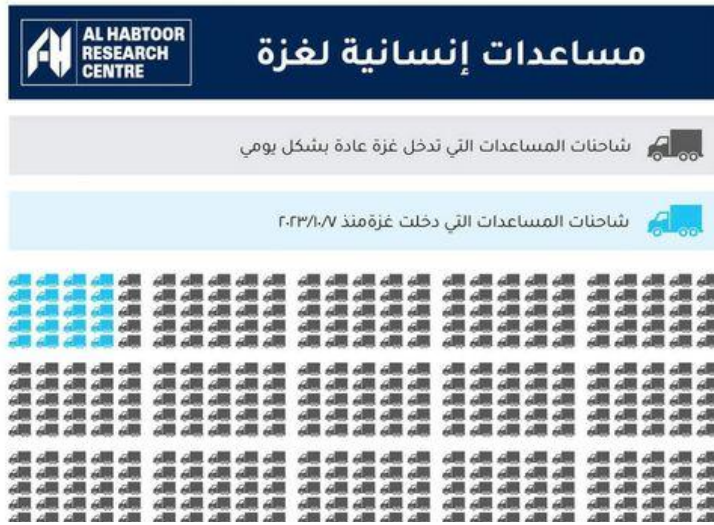 AL HABTOOR
RESEARCH
CENTRE
مساعدات إنسانية لغزة
شاحنات المساعدات التي تدخل غزة عادة بشكل يومي
شاحنات المساعدات التي دخلت غزةمنذ ٢٠٢٣/١٠/٧